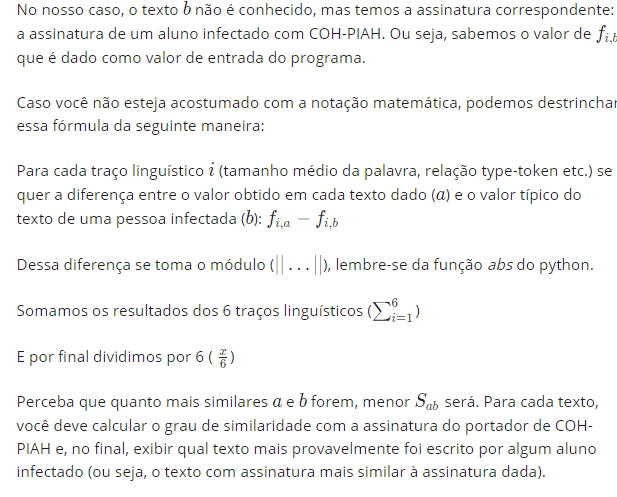 No nosso caso, o texto b não é conhecido, mas temos a assinatura correspondente:
a assinatura de um aluno infectado com COH-PIAH. Ou seja, sabemos o valor de f_{i,b}
que é dado como valor de entrada do programa.
Caso você não esteja acostumado com a notação matemática, podemos destrinchar
essa fórmula da seguinte maneira:
Para cada traço linguístico i (tamanho médio da palavra, relação type-token etc.) se
quer a diferença entre o valor obtido em cada texto dado (a) e o valor típico do
texto de uma pessoa infectada (b): f_{i,a} − f_{i,b}
Dessa diferença se toma o módulo (||...||), lembre-se da função abs do python.
Somamos os resultados dos 6 traços linguísticos (∑_{i=1}^{6})
E por final dividimos por 6 ( x/6 )
Perceba que quanto mais similares a e b forem, menor S_{ab} será. Para cada texto,
você deve calcular o grau de similaridade com a assinatura do portador de COH-
PIAH e, no final, exibir qual texto mais provavelmente foi escrito por algum aluno
infectado (ou seja, o texto com assinatura mais similar à assinatura dada).